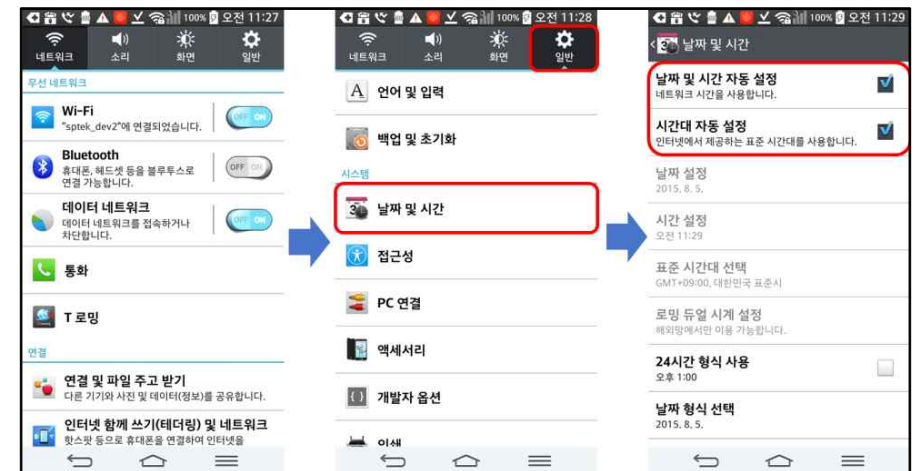 100% 오전 11:27
네트워크 소리 화면 일반
무선 네트워크
Wi-Fi
"sptek_dev2"에 연결되었습니다.
OFF ON
Bluetooth
휴대폰, 헤드셋 등을 블루투스로
연결 가능합니다.
OFF ON
데이터 네트워크
데이터 네트워크를 접속하거나
차단합니다.
OFF ON
통화
T 로밍
연결
연결 및 파일 주고 받기
다른 기기와 사진 및 데이터(정보)를 공유합니다.
인터넷 함께 쓰기(테더링) 및 네트워크
핫스팟 등으로 휴대폰을 연결하여 인터넷을
100% 오전 11:28
네트워크 소리 화면 일반
A 언어 및 입력
백업 및 초기화
시스템
날짜 및 시간
접근성
PC 연결
액세서리
개발자 옵션
인쇄
100% 오전 11:29
날짜 및 시간
날짜 및 시간 자동 설정
네트워크 시간을 사용합니다.
시간대 자동 설정
인터넷에서 제공하는 표준 시간대를 사용합니다.
날짜 설정
2015. 8. 5.
시간 설정
오전 11:29
표준 시간대 선택
GMT+09:00, 대한민국 표준시
로밍 듀얼 시계 설정
해외망에서만 이용 가능합니다.
24시간 형식 사용
오후 1:00
날짜 형식 선택
2015. 8. 5.